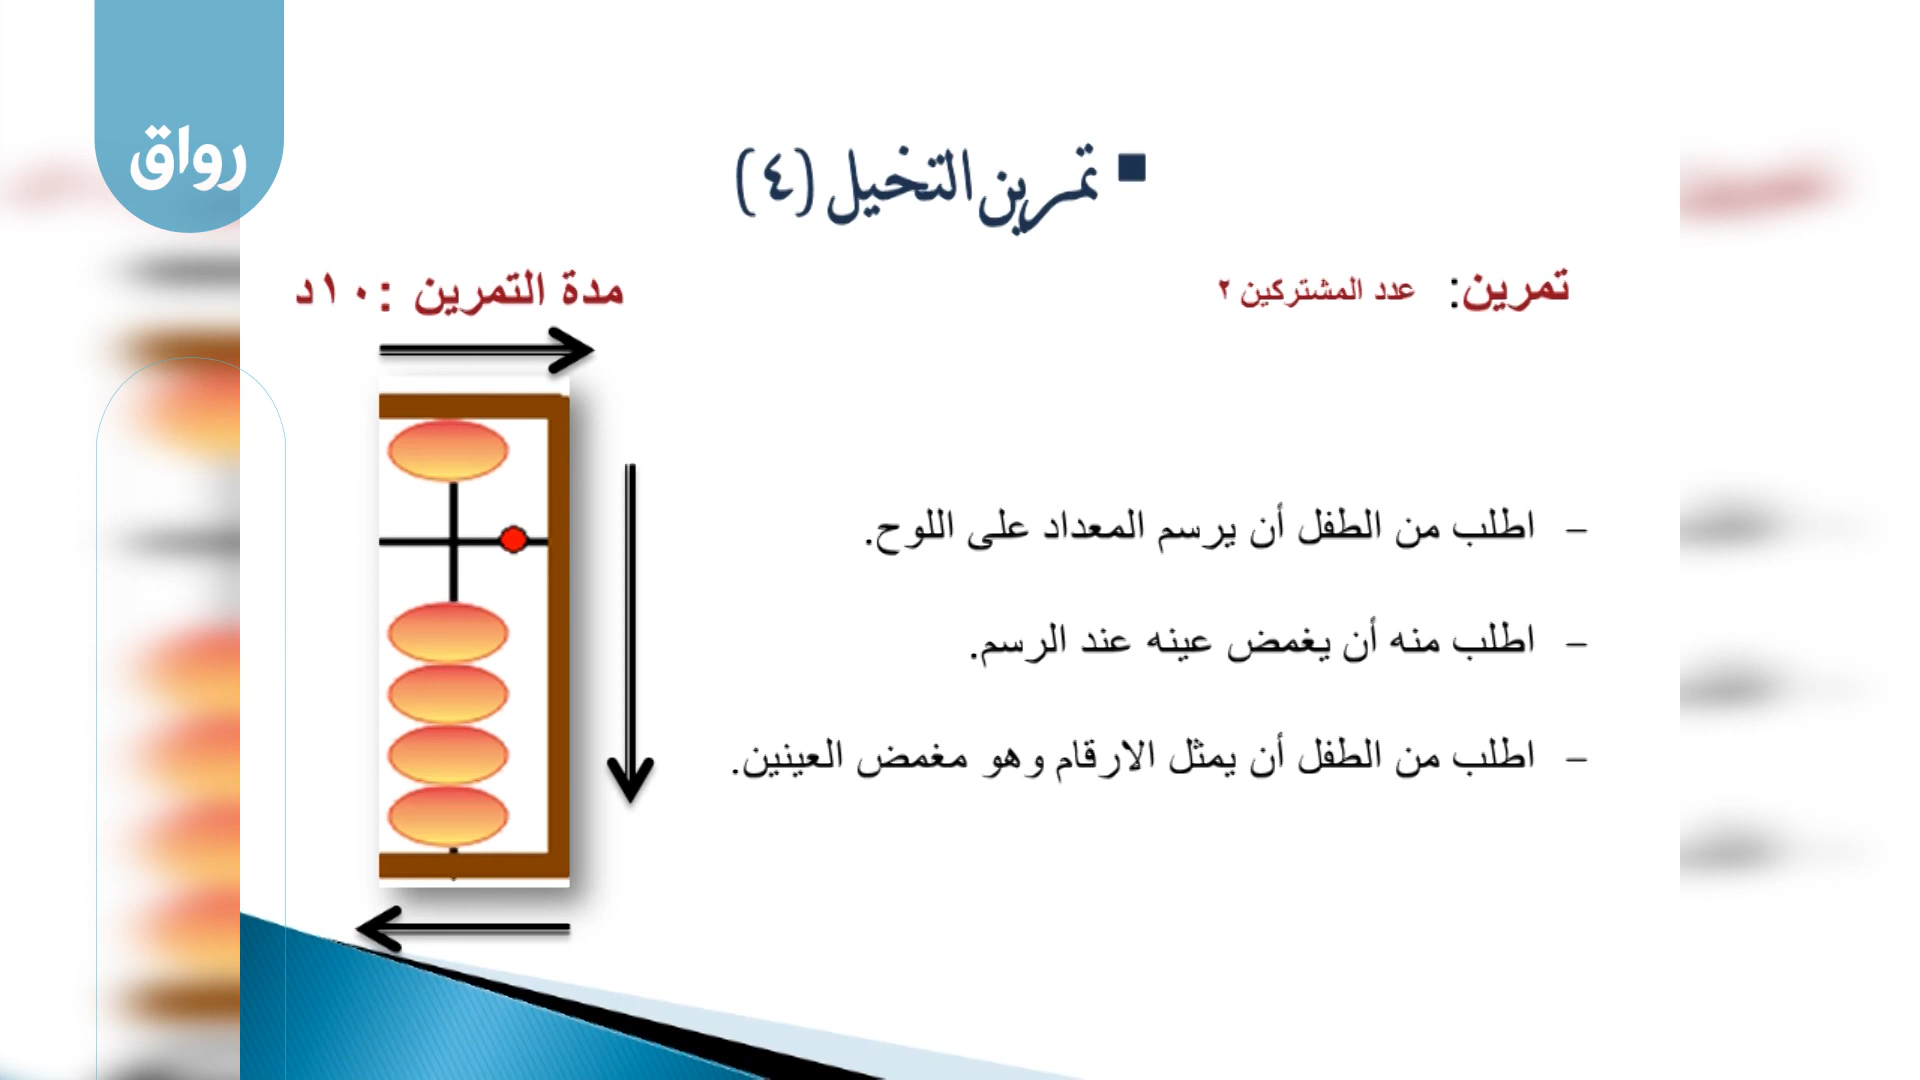 رواق
تمرين التخيل (٤)
تمرين: عدد المشتركين ٢
مدة التمرين :١٠د
– اطلب من الطفل أن يرسم المعداد على اللوح.
– اطلب منه أن يغمض عينه عند الرسم.
– اطلب من الطفل أن يمثل الارقام وهو مغمض العينين.